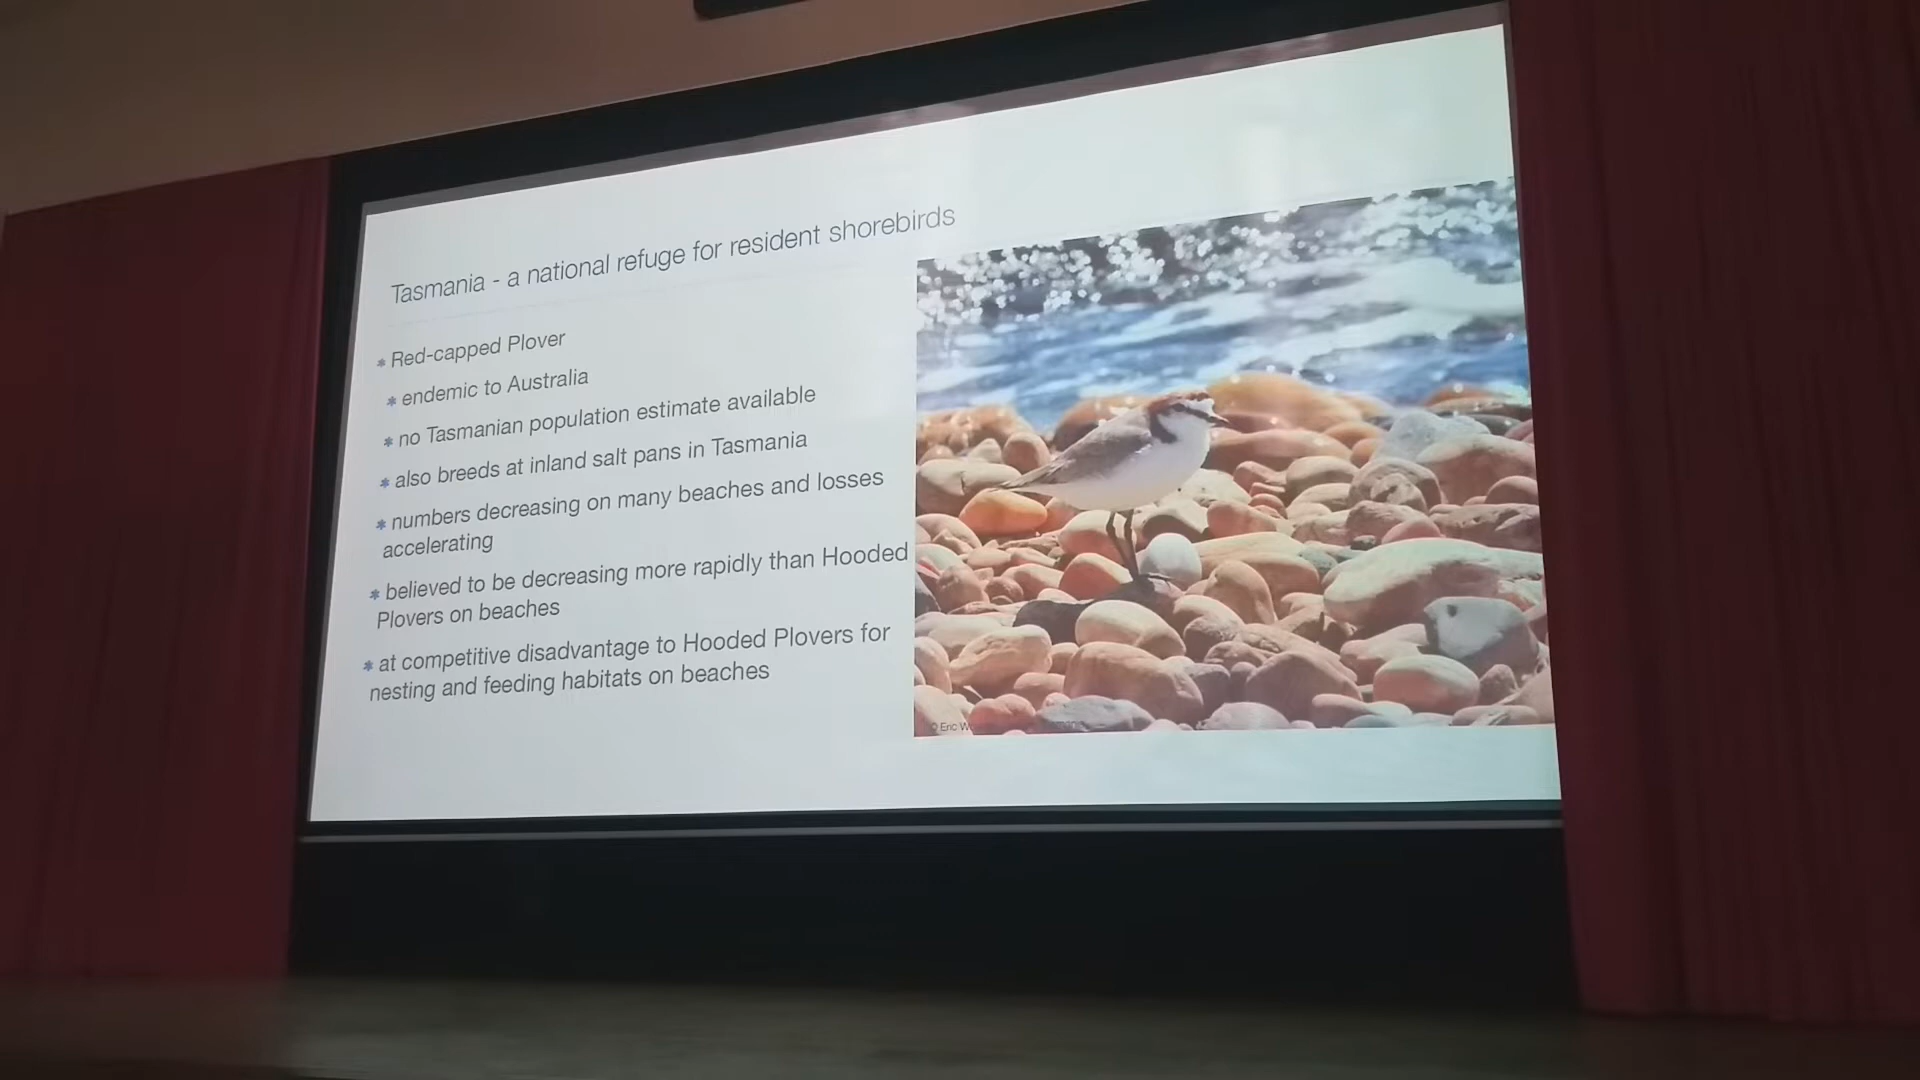 Tasmania - a national refuge for resident shorebirds
* Red-capped Plover
* endemic to Australia
* no Tasmanian population estimate available
* also breeds at inland salt pans in Tasmania
* numbers decreasing on many beaches and losses
accelerating
* believed to be decreasing more rapidly than Hooded
Plovers on beaches
* at competitive disadvantage to Hooded Plovers for
nesting and feeding habitats on beaches
© Eric